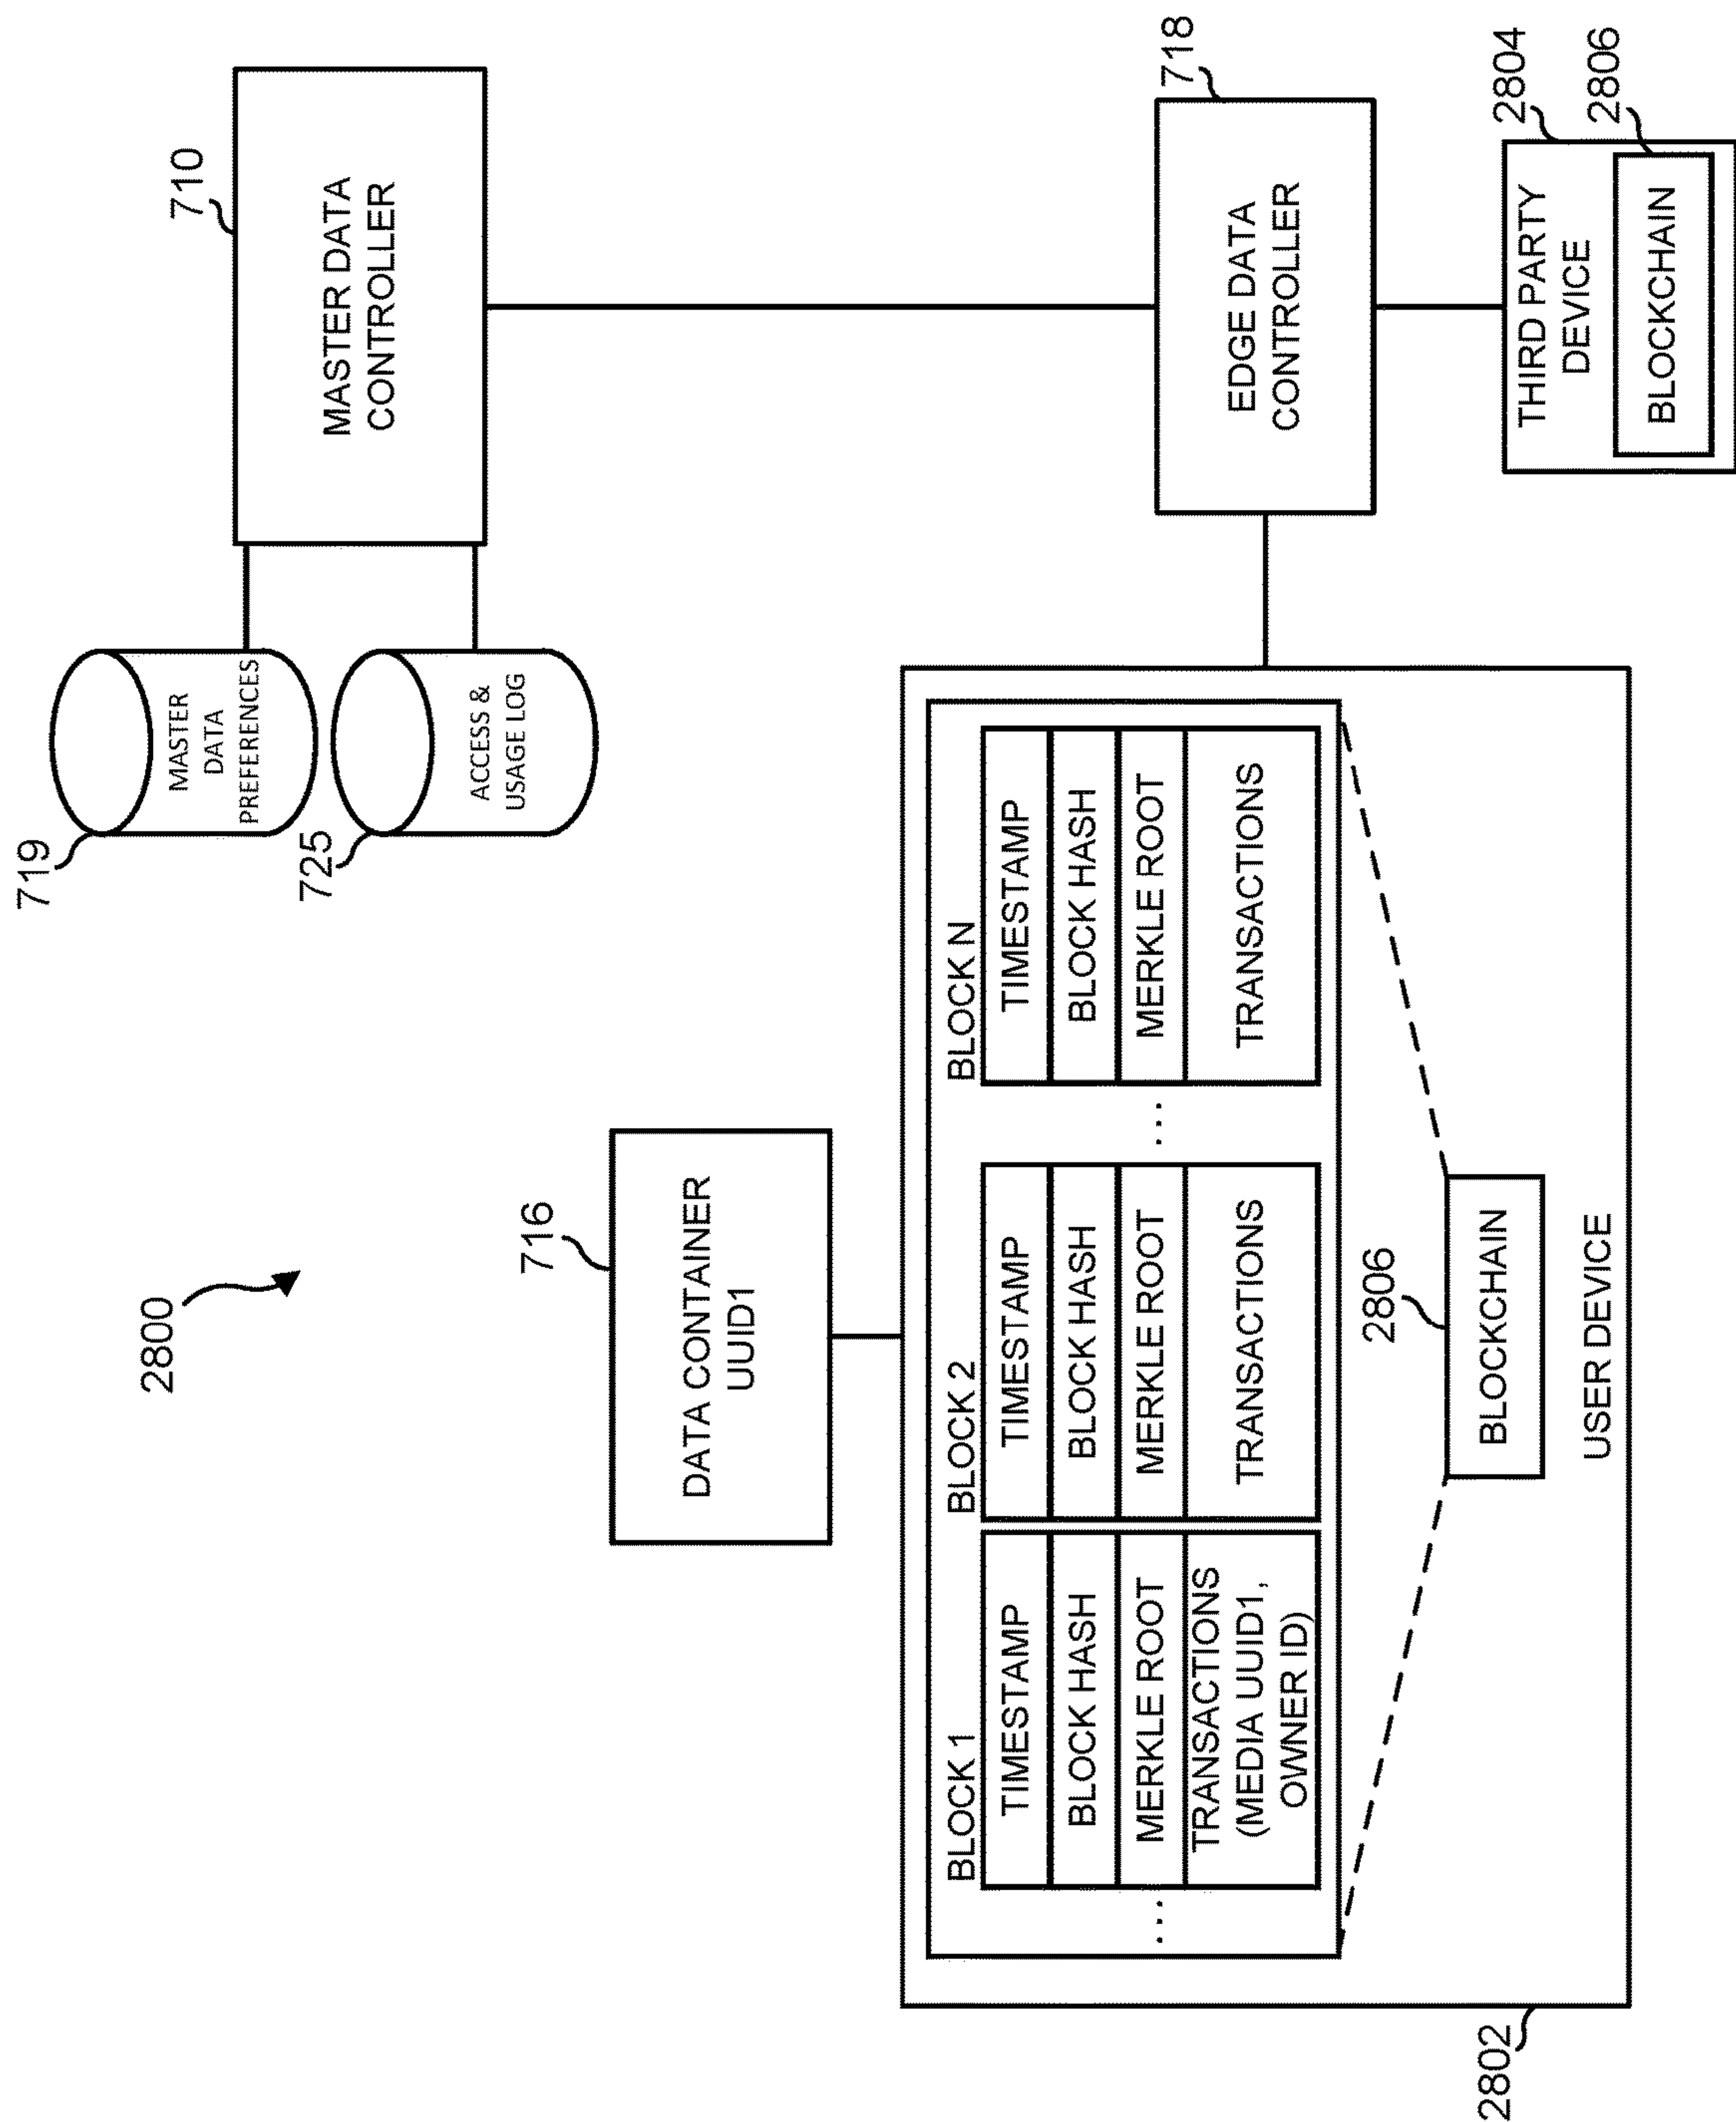 2800
719
MASTER
DATA
PREFERENCES
725
ACCESS &
USAGE LOG
710
MASTER DATA
CONTROLLER
716
DATA CONTAINER
UUID1
718
EDGE DATA
CONTROLLER
2802
BLOCK 1
TIMESTAMP
BLOCK HASH
MERKLE ROOT
TRANSACTIONS
(MEDIA UUID1,
OWNER ID)
...
BLOCK 2
TIMESTAMP
BLOCK HASH
MERKLE ROOT
TRANSACTIONS
...
BLOCK N
TIMESTAMP
BLOCK HASH
MERKLE ROOT
TRANSACTIONS
2806
BLOCKCHAIN
USER DEVICE
2804
THIRD PARTY
DEVICE
2806
BLOCKCHAIN